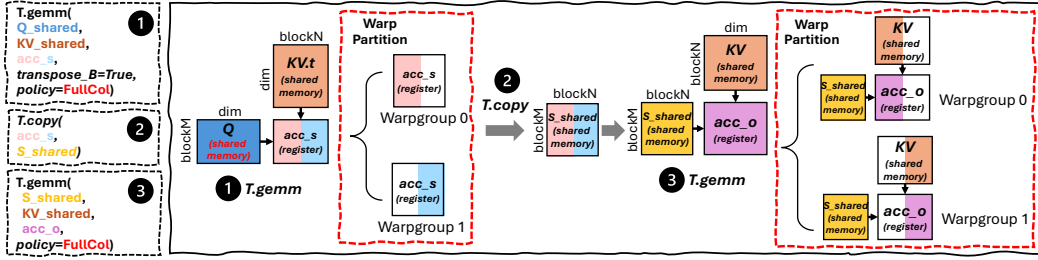 T.gemm(
Q_shared,
KV_shared,
acc_s,
transpose_B=True,
policy=FullCol)
1
T.copy(
acc_s,
S_shared)
2
T.gemm(
S_shared,
KV_shared,
acc_o,
policy=FullCol)
3
blockN
dim
KV.t
(shared
memory)
dim
blockM
Q
(shared
memory)
acc_s
(register)
1 T.gemm
Warp
Partition
acc_s
(register)
Warpgroup 0
acc_s
(register)
Warpgroup 1
2
T.copy
blockN
blockM
S_shared
(shared
memory)
blockN
blockM
S_shared
(shared
memory)
dim
blockN
KV
(shared
memory)
acc_o
(register)
3 T.gemm
Warp
Partition
KV
(shared
memory)
S_shared
(shared
memory)
acc_o
(register)
Warpgroup 0
KV
(shared
memory)
S_shared
(shared
memory)
acc_o
(register)
Warpgroup 1